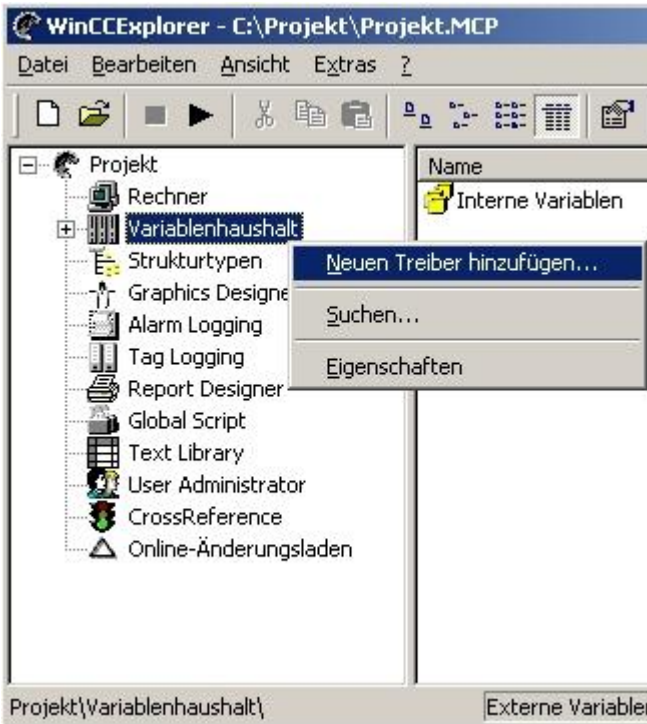 WinCCExplorer - C:\Projekt\Projekt.MCP
Datei Bearbeiten Ansicht Extras ?
Projekt
Rechner
Variablenhaushalt
Strukturtypen
Graphics Designe
Alarm Logging
Tag Logging
Report Designer
Global Script
Text Library
User Administrator
CrossReference
Online-Änderungsladen
Name
Interne Variablen
Neuen Treiber hinzufügen...
Suchen...
Eigenschaften
Projekt\Variablenhaushalt\
Externe Variablen